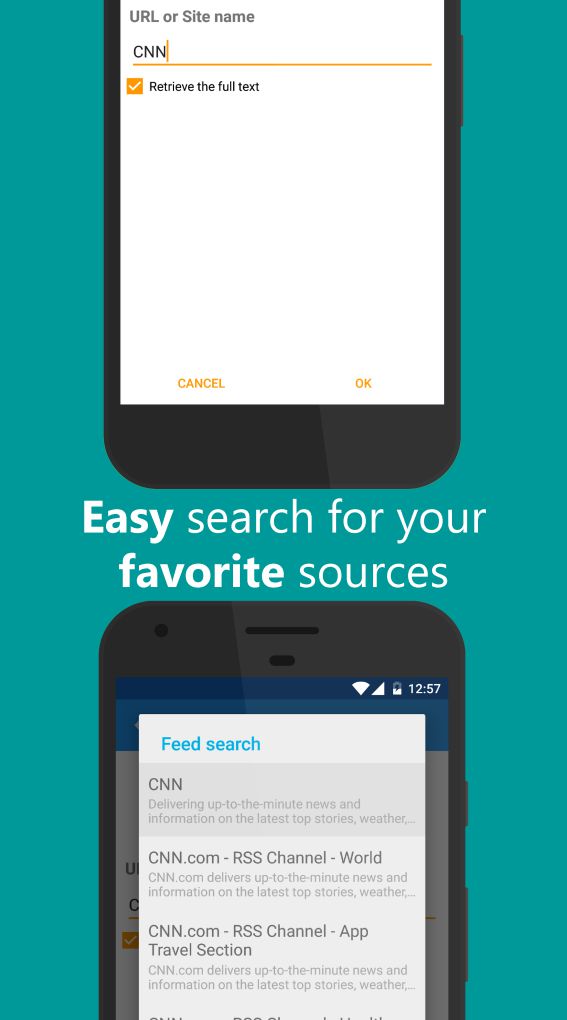 URL or Site name
CNN
Retrieve the full text
CANCEL
OK
Easy search for your
favorite sources
12:57
Feed search
CNN
Delivering up-to-the-minute news and
information on the latest top stories, weather,...
CNN.com - RSS Channel - World
CNN.com delivers up-to-the-minute news and
information on the latest top stories, weather,...
CNN.com - RSS Channel - App
Travel Section
CNN.com delivers up-to-the-minute news and
information on the latest top stories, weather,...